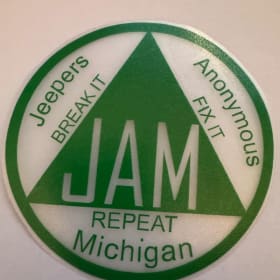 Jeepers Anonymous
BREAK IT
FIX IT
JAM
REPEAT
Michigan